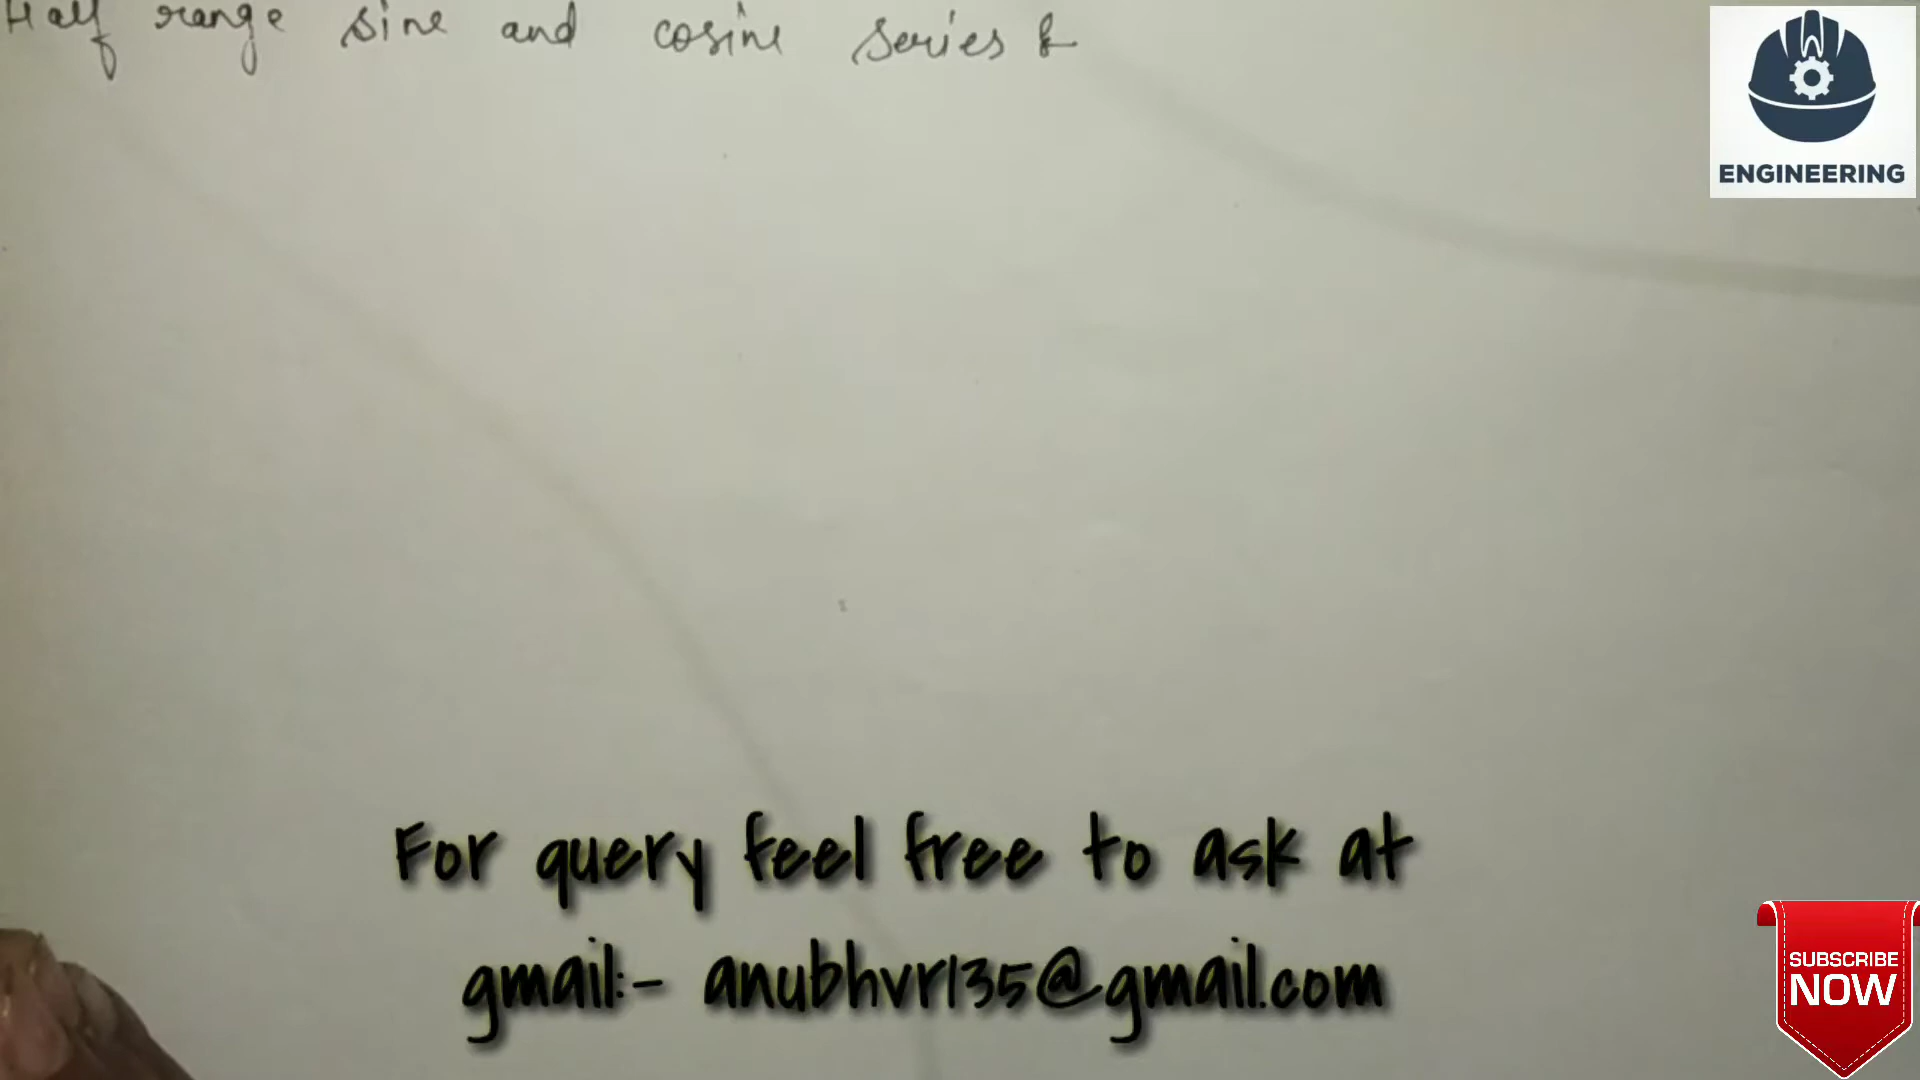 Half range sine and cosine series
ENGINEERING
For query feel free to ask at
gmail:- anubhvr135@gmail.com
SUBSCRIBE
NOW